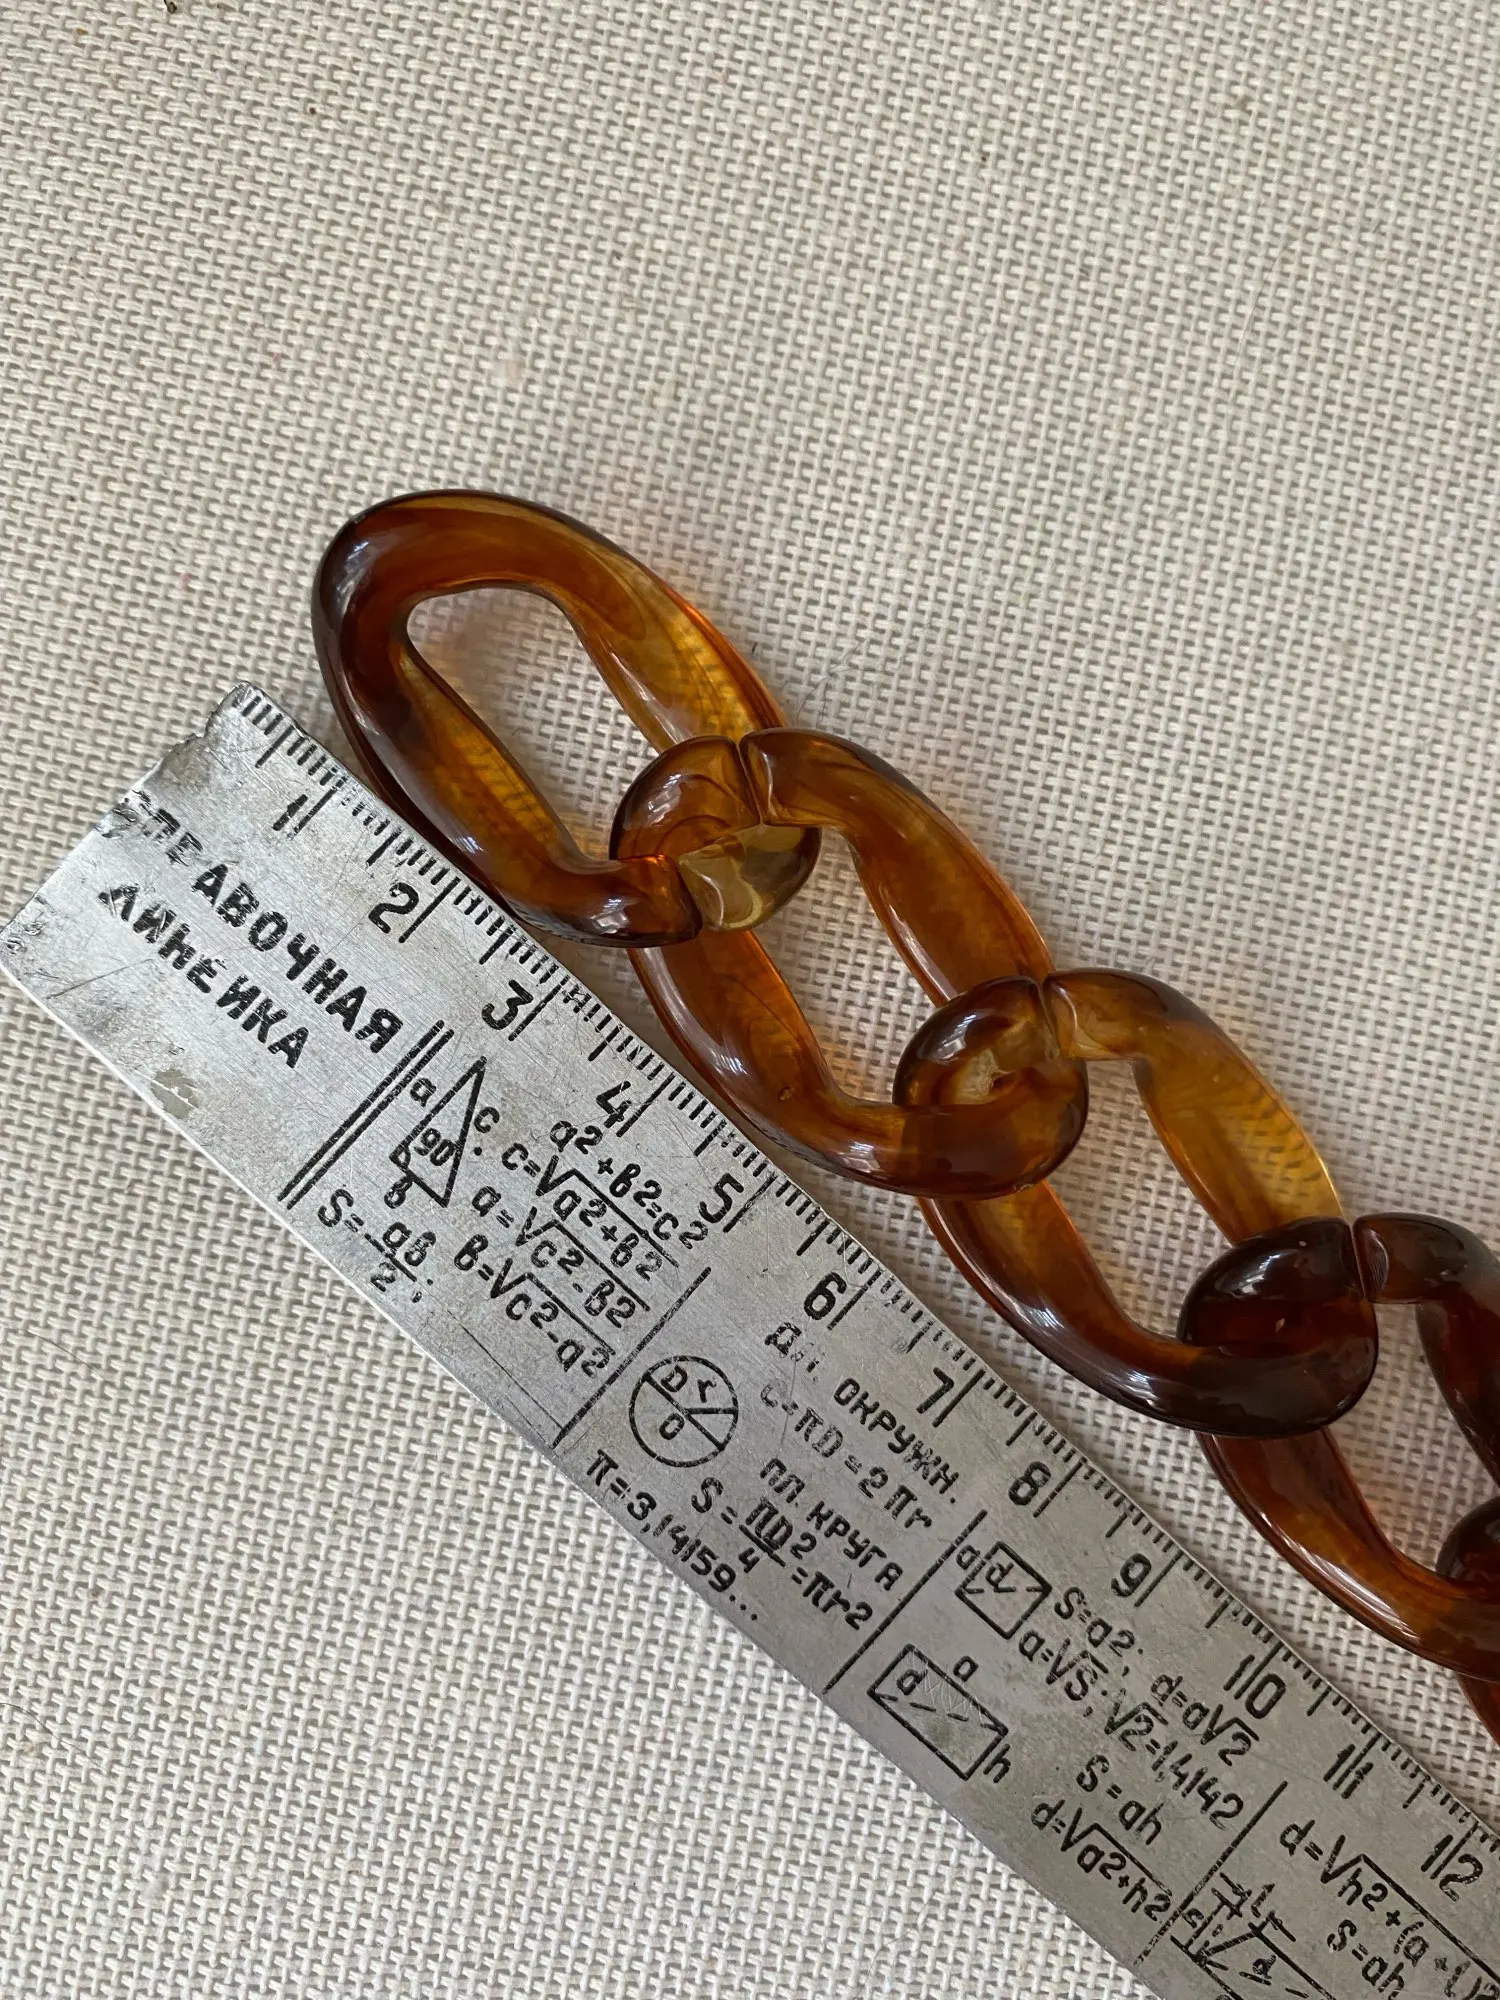 1 2 3 4 5 6 7 8 9 10 11 12
СПРАВОЧНАЯ
ЛИНЕЙКА
a c. 90 в
S=aв/2;
a2+в2=c2
c=√a2+в2
a=√c2-в2
в=√c2-a2
D r O
π=3,14159...
дл. окружн.
c=πD=2πr
пл. круга
S=πD2/4=πr2
a d
S=a2; d=a√2
a=√S; √2=1,4142
a d h
S=ah
d=√a2+h2
S=ah